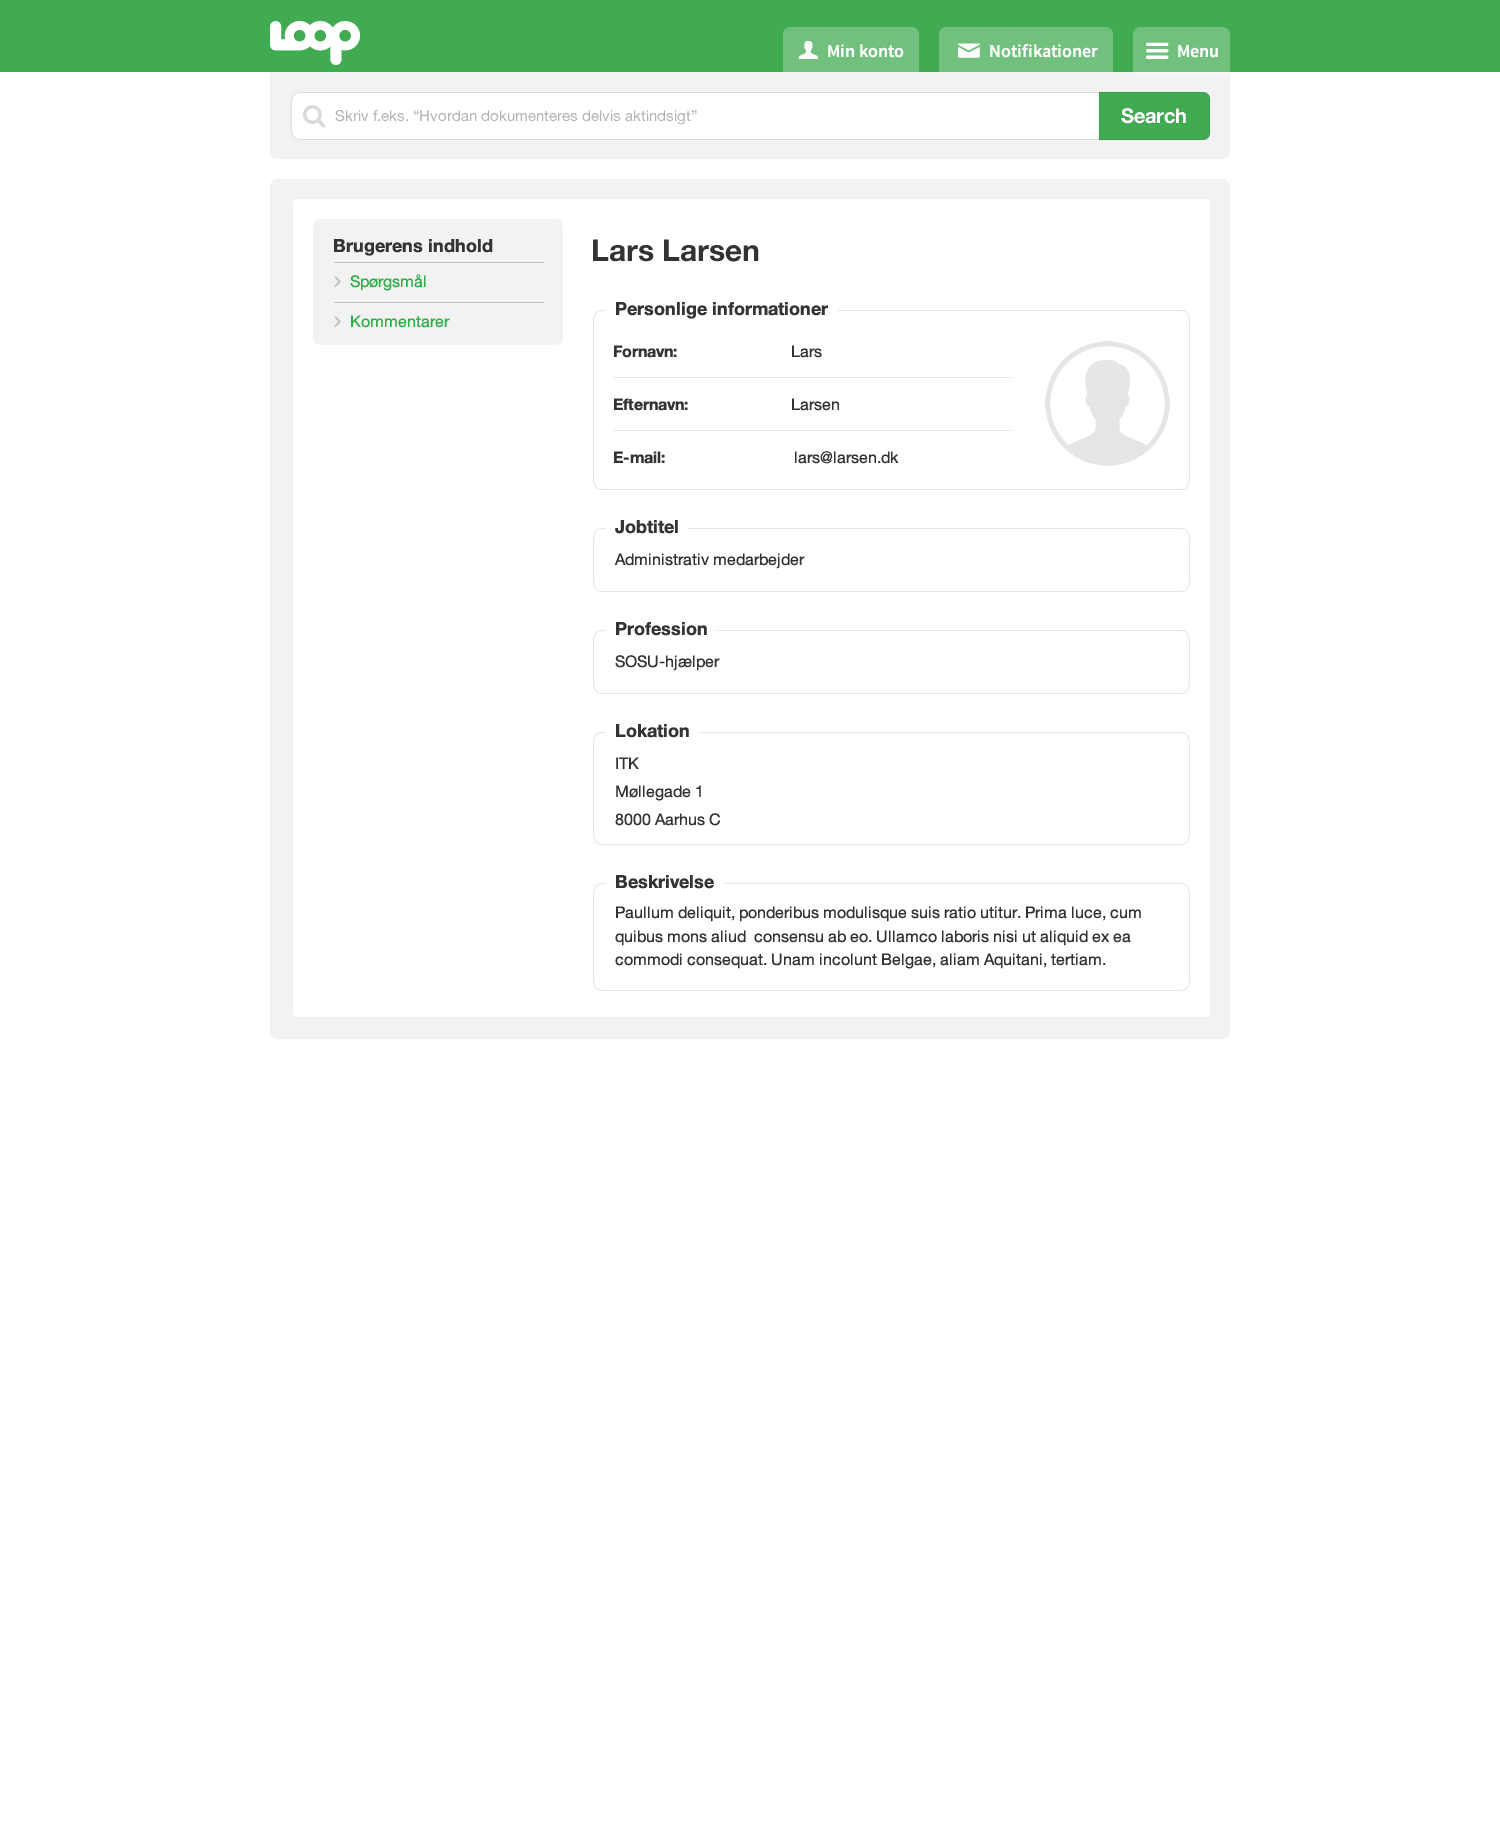 Loop
Min konto
Notifikationer
Menu
Skriv f.eks. “Hvordan dokumenteres delvis aktindsigt”
Search
Brugerens indhold
Spørgsmål
Kommentarer
Lars Larsen
Personlige informationer
Fornavn: Lars
Efternavn: Larsen
E-mail: lars@larsen.dk
Jobtitel
Administrativ medarbejder
Profession
SOSU-hjælper
Lokation
ITK
Møllegade 1
8000 Aarhus C
Beskrivelse
Paullum deliquit, ponderibus modulisque suis ratio utitur. Prima luce, cum
quibus mons aliud  consensu ab eo. Ullamco laboris nisi ut aliquid ex ea
commodi consequat. Unam incolunt Belgae, aliam Aquitani, tertiam.